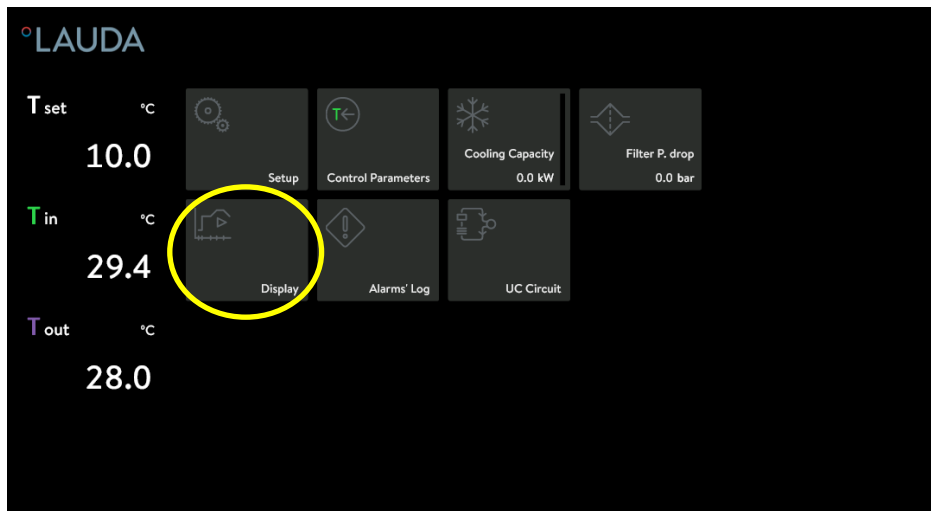 °LAUDA
T set °C
10.0
T in °C
29.4
T out °C
28.0
Setup
T
Control Parameters
Cooling Capacity
0.0 kW
Filter P. drop
0.0 bar
Display
Alarms' Log
UC Circuit